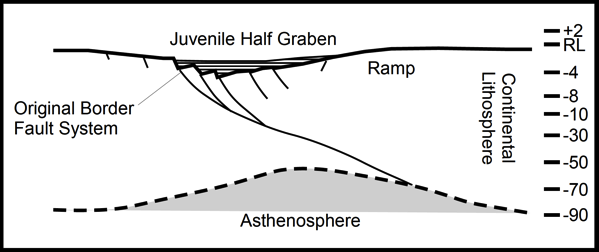 Juvenile Half Graben
Ramp
Original Border
Fault System
Asthenosphere
Continental
Lithosphere
+2
RL
-4
-8
-10
-30
-50
-70
-90